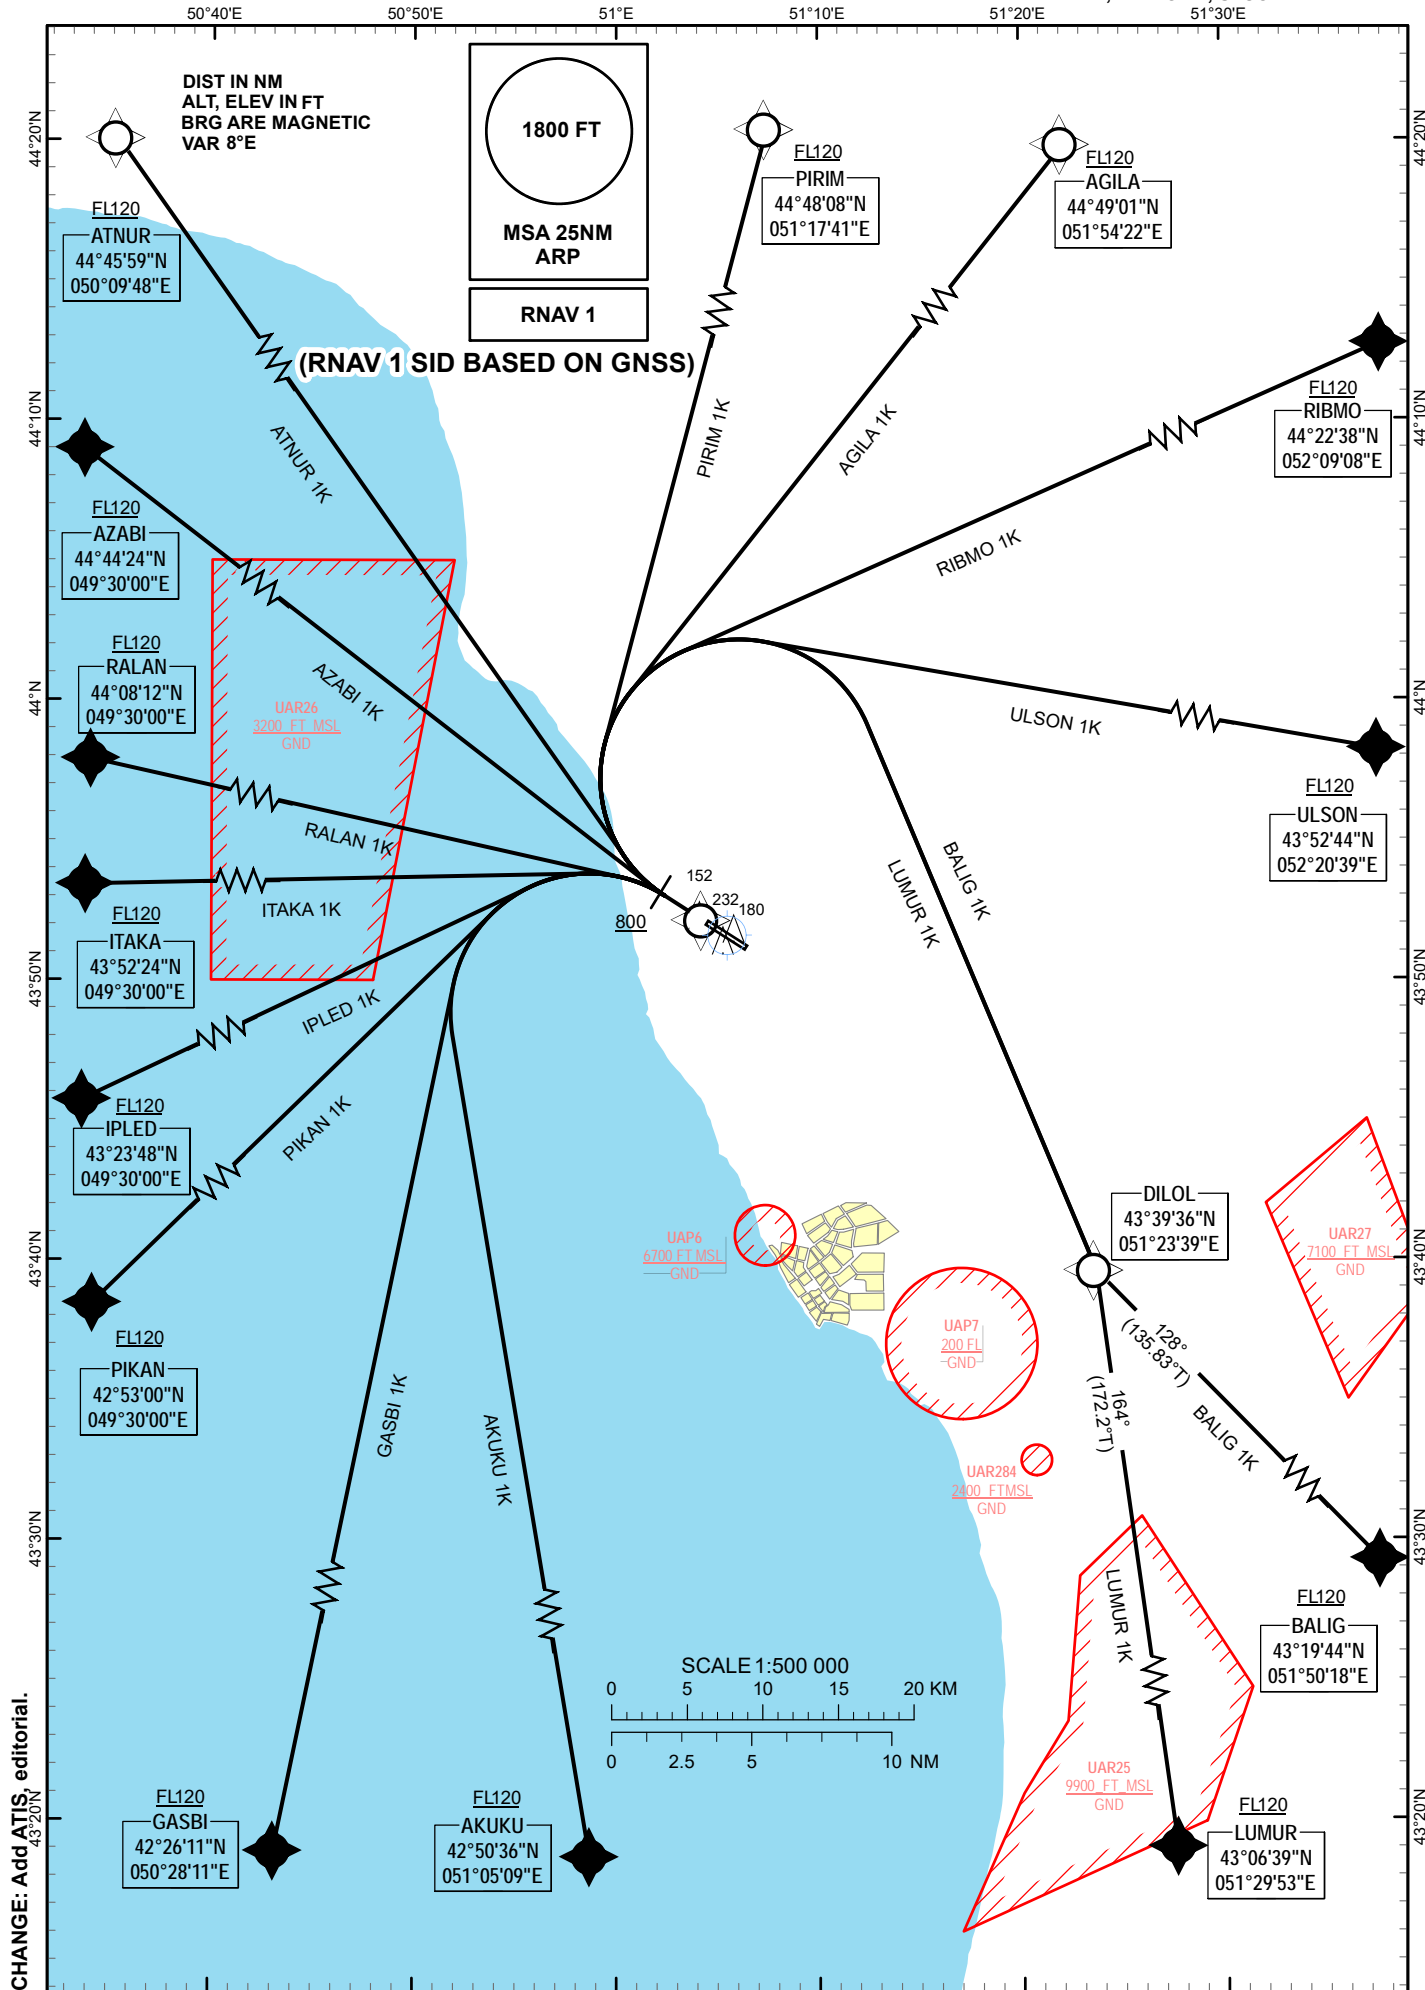 50°40'E
50°50'E
51°E
51°10'E
51°20'E
51°30'E
DIST IN NM
ALT, ELEV IN FT
BRG ARE MAGNETIC
VAR 8°E
1800 FT
MSA 25NM
ARP
RNAV 1
(RNAV 1 SID BASED ON GNSS)
44°20'N
44°20'N
FL120
ATNUR
44°45'59"N
050°09'48"E
FL120
PIRIM
44°48'08"N
051°17'41"E
FL120
AGILA
44°49'01"N
051°54'22"E
FL120
RIBMO
44°22'38"N
052°09'08"E
44°10'N
44°10'N
ATNUR 1K
PIRIM 1K
AGILA 1K
RIBMO 1K
FL120
AZABI
44°44'24"N
049°30'00"E
FL120
RALAN
44°08'12"N
049°30'00"E
AZABI 1K
UAR26
3200 FT MSL
GND
44°N
44°N
ULSON 1K
FL120
ULSON
43°52'44"N
052°20'39"E
RALAN 1K
ITAKA 1K
BALIG 1K
LUMUR 1K
152
232
180
800
FL120
ITAKA
43°52'24"N
049°30'00"E
43°50'N
43°50'N
IPLED 1K
FL120
IPLED
43°23'48"N
049°30'00"E
PIKAN 1K
DILOL
43°39'36"N
051°23'39"E
UAP6
6700 FT MSL
GND
UAR27
7100 FT MSL
GND
43°40'N
43°40'N
FL120
PIKAN
42°53'00"N
049°30'00"E
UAP7
200 FL
GND
128°
(135.83°T)
164°
(172.2°T)
GASBI 1K
AKUKU 1K
BALIG 1K
UAR284
2400 FTMSL
GND
43°30'N
43°30'N
LUMUR 1K
FL120
BALIG
43°19'44"N
051°50'18"E
SCALE 1:500 000
0 5 10 15 20 KM
0 2.5 5 10 NM
UAR25
9900 FT MSL
GND
43°20'N
43°20'N
FL120
GASBI
42°26'11"N
050°28'11"E
FL120
AKUKU
42°50'36"N
051°05'09"E
FL120
LUMUR
43°06'39"N
051°29'53"E
CHANGE: Add ATIS, editorial.